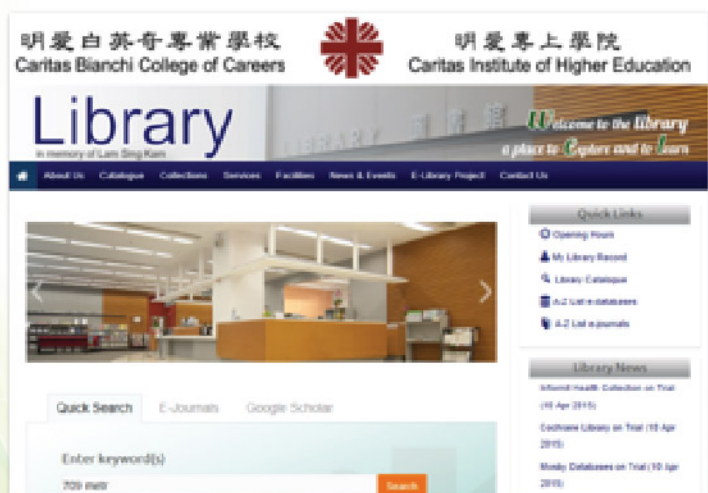 明愛白英奇專業學校
Caritas Bianchi College of Careers
明愛專上學院
Caritas Institute of Higher Education
Library
in memory of Lam Sing Kam
LIBRARY 圖書館
Welcome to the library
a place to Explore and to Learn
About Us Catalogue Collections Services Facilities News & Events E-Library Project Contact Us
Quick Links
Opening Hours
My Library Record
Library Catalogue
A-Z List e-databases
A-Z List e-journals
Library News
Informit Health Collection on Trial
(10 Apr 2015)
Cochrane Library on Trial (10 Apr
2015)
Mosby Databases on Trial (10 Apr
2015)
Quick Search E-Journals Google Scholar
Enter keyword(s)
709 metr
Search